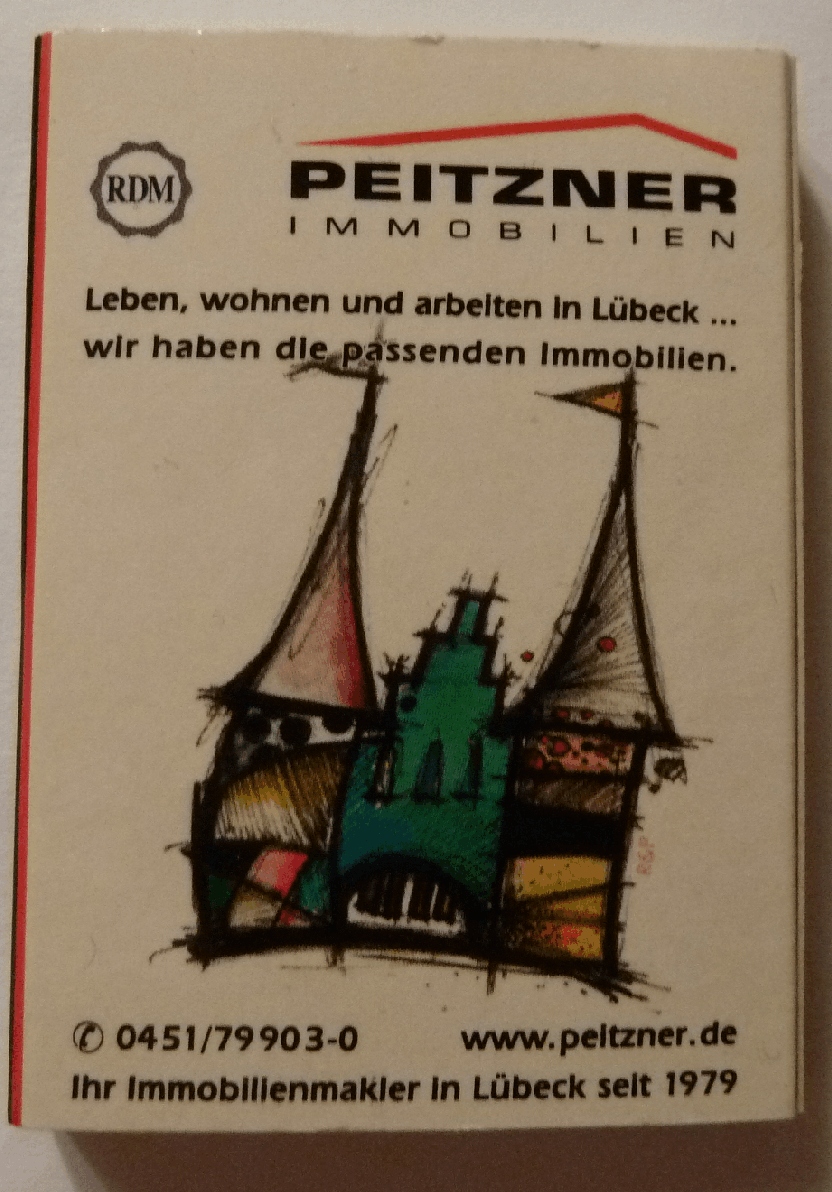 RDM
PEITZNER
IMMOBILIEN
Leben, wohnen und arbeiten in Lübeck ...
wir haben die passenden Immobilien.
R&P
✆ 0451/79903-0
www.peitzner.de
Ihr Immobilienmakler in Lübeck seit 1979